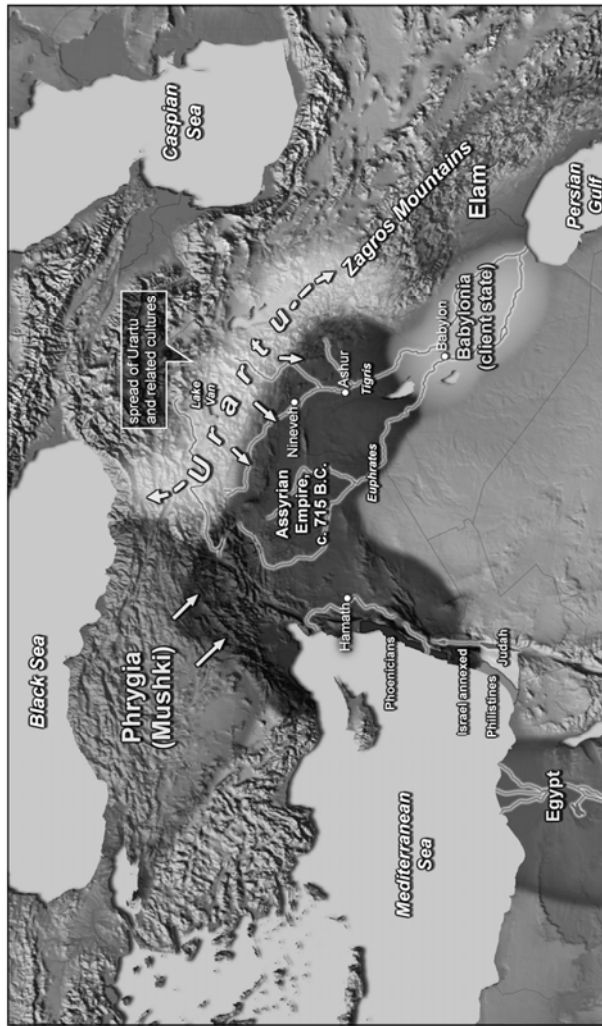 Black Sea
Caspian
Sea
spread of Urartu
and related cultures
Lake
Van
Urartu
Phrygia
(Mushki)
Zagros Mountains
Nineveh
Ashur
Tigris
Assyrian
Empire,
c. 715 B.C.
Euphrates
Elam
Babylon
Babylonia
(client state)
Persian
Gulf
Hamath
Phoenicians
Israel annexed
Philistines
Judah
Mediterranean
Sea
Egypt